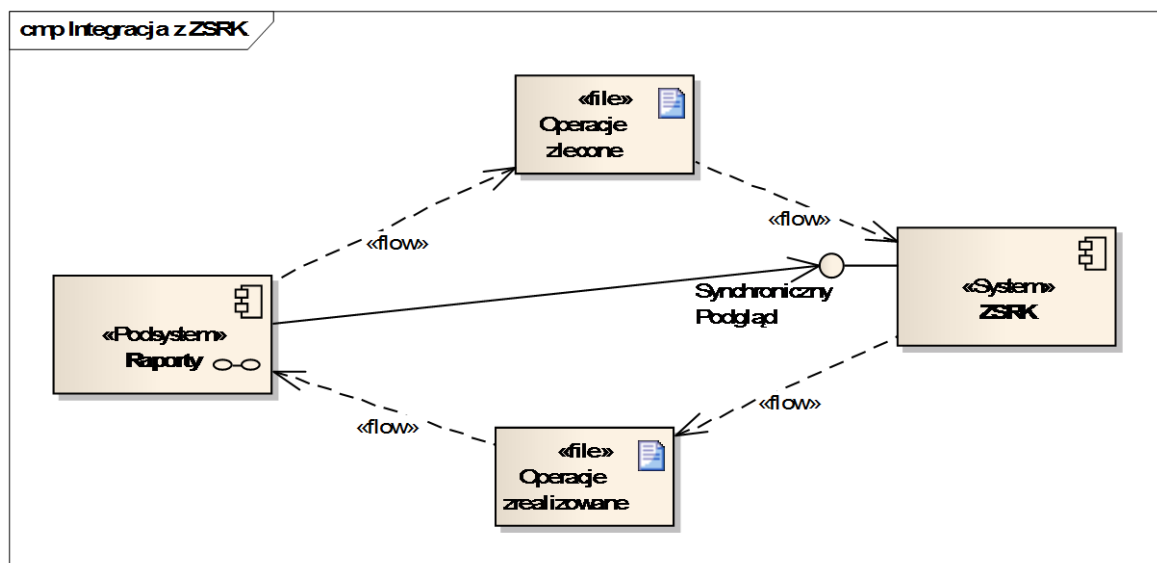 cmp Integracja z ZSRK
«file»
Operacje
zlecone
«flow»
«flow»
Synchroniczny
Podgląd
«System»
ZSRK
«Podsystem»
Raporty
«flow»
«flow»
«file»
Operacje
zrealizowane